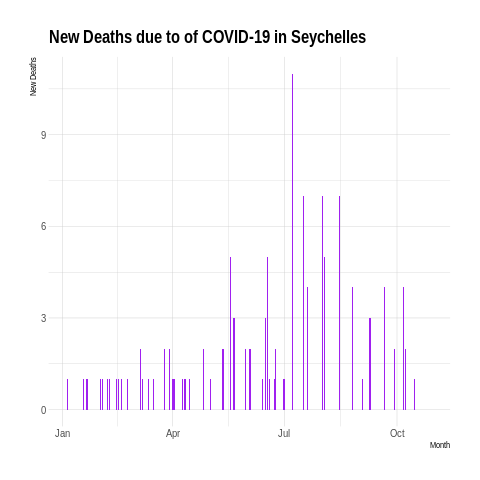 New Deaths due to of COVID-19 in Seychelles
New Deaths
9
6
3
0
Jan Apr Jul Oct
Month